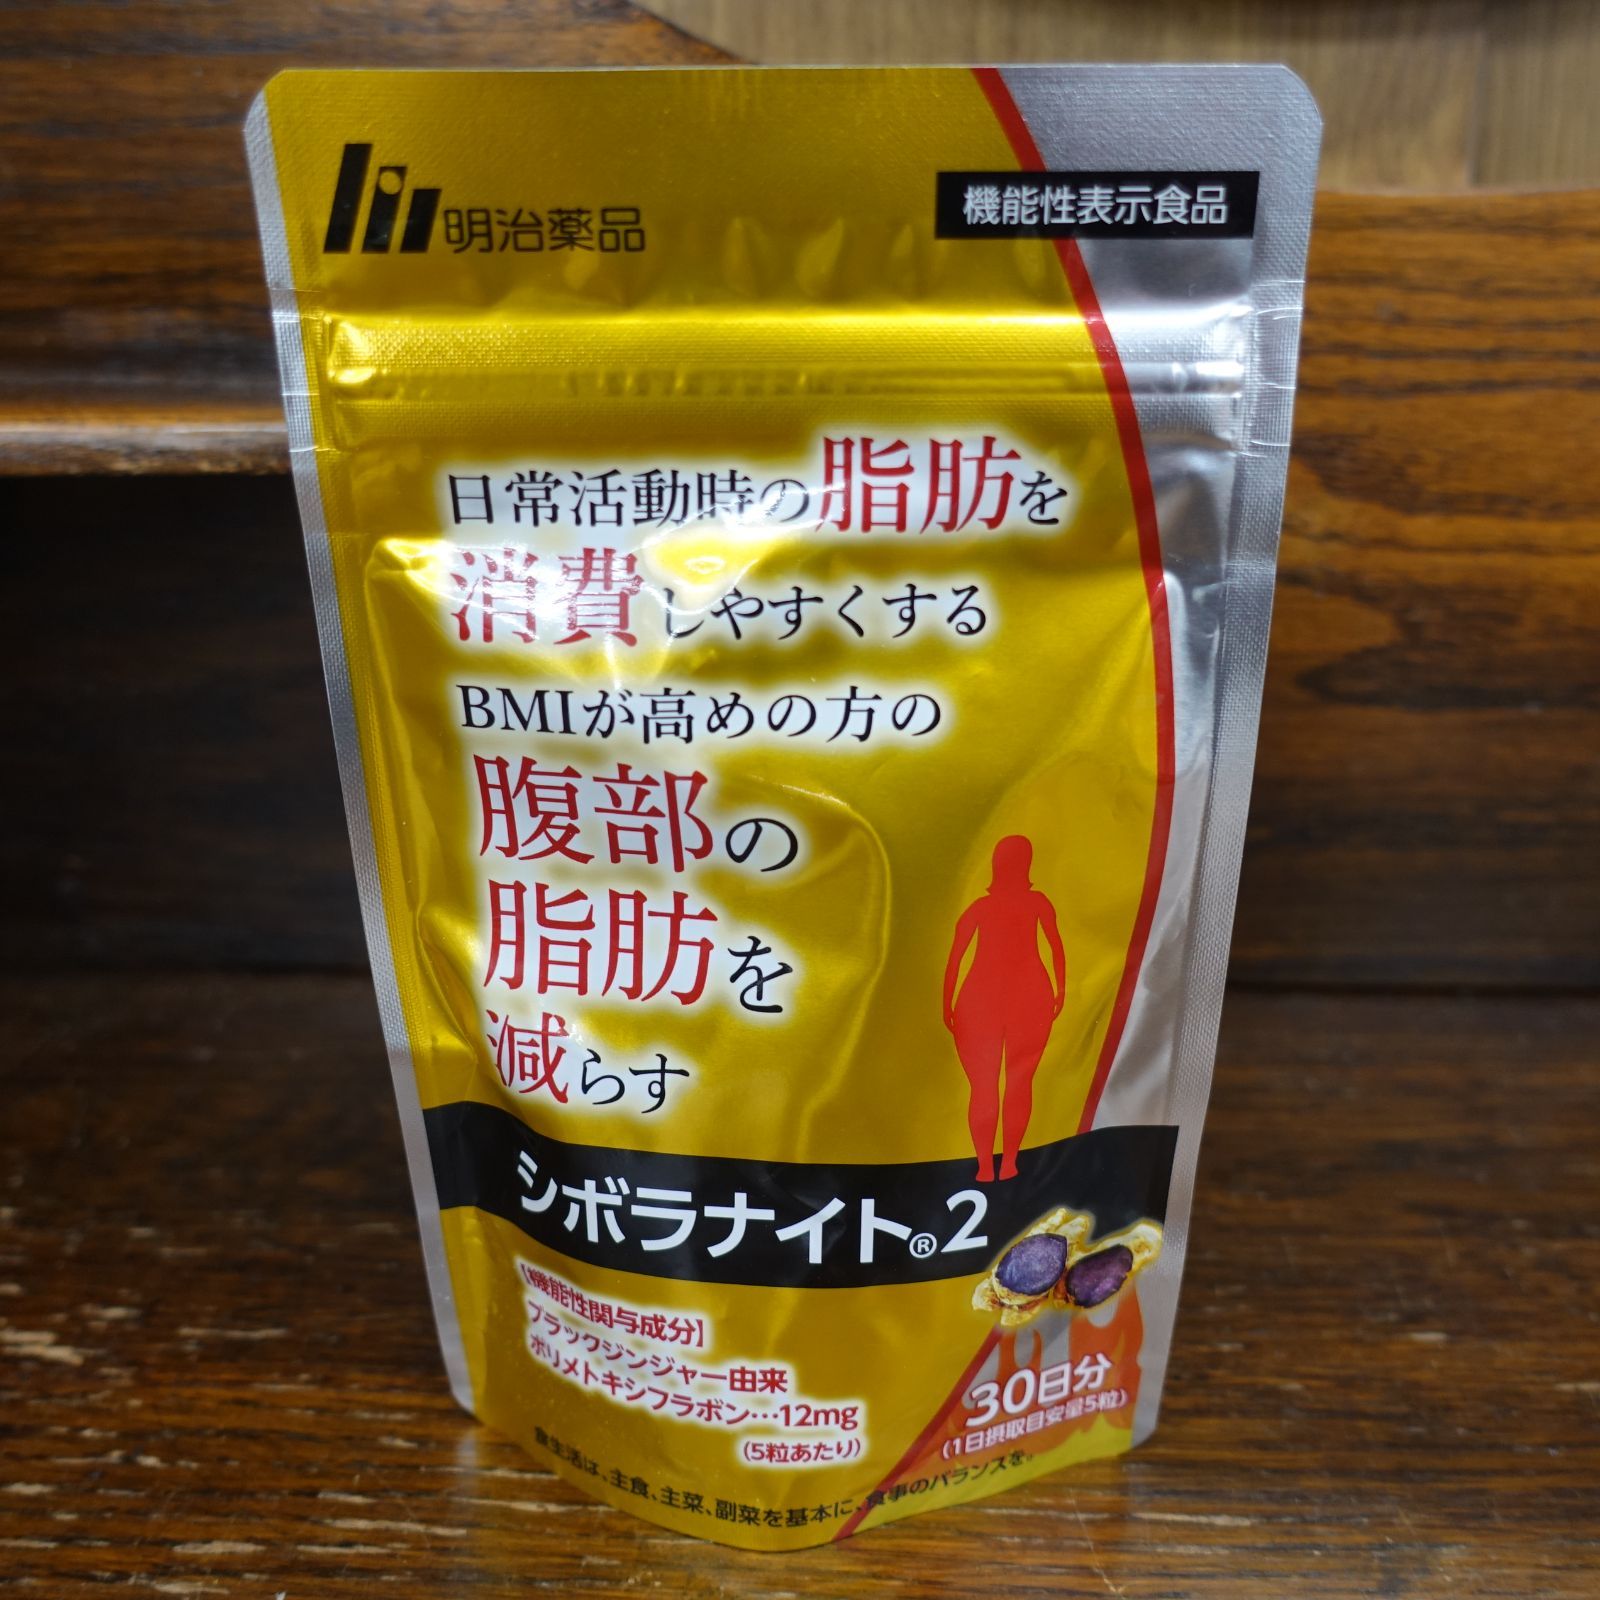 明治薬品
機能性表示食品
日常活動時の脂肪を
消費しやすくする
BMIが高めの方の
腹部の
脂肪を
減らす
シボラナイト®2
【機能性関与成分】
ブラックジンジャー由来
ポリメトキシフラボン…12mg
(5粒あたり)
30日分
(1日摂取目安量5粒)
食生活は、主食、主菜、副菜を基本に、食事のバランスを。